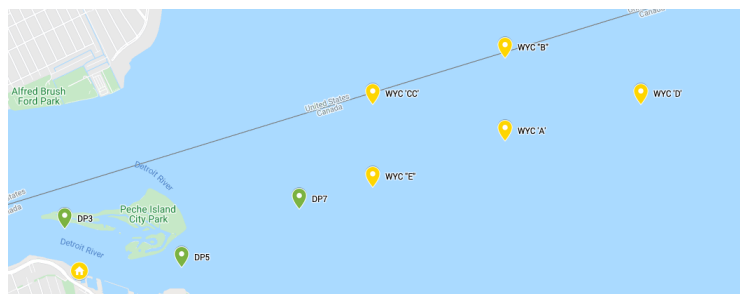 Canada
WYC "B"
Alfred Brush
Ford Park
WYC 'CC'
WYC 'D'
United States
Canada
WYC 'A'
Detroit River
WYC "E"
States
DP7
Peche Island
City Park
DP3
Detroit River
DP5